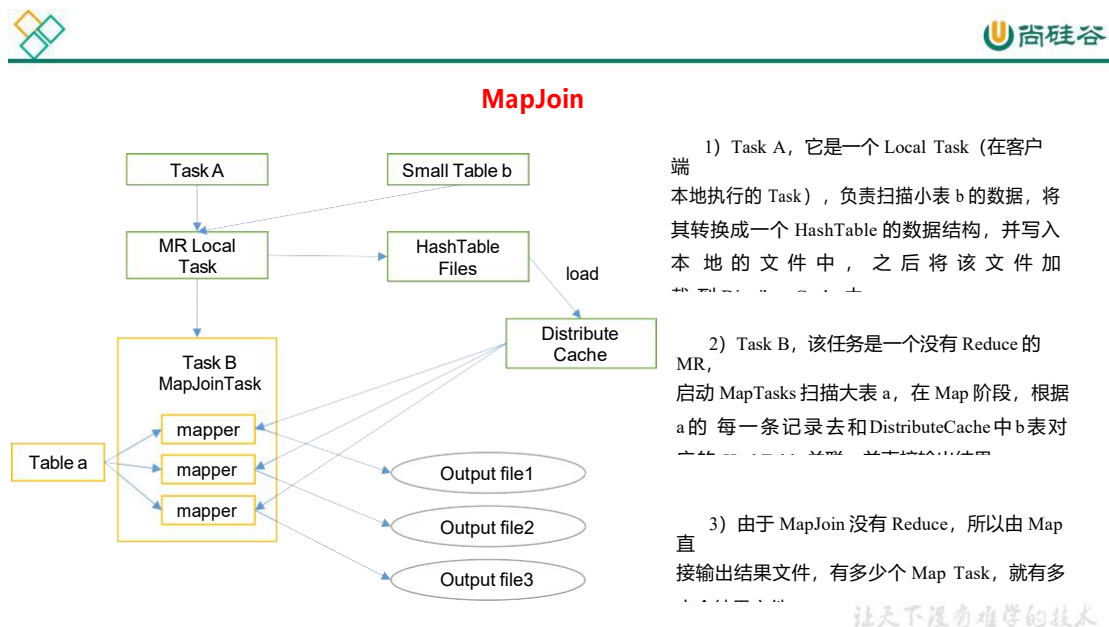 尚硅谷
MapJoin
Task A
Small Table b
MR Local
Task
HashTable
Files
load
Distribute
Cache
Task B
MapJoinTask
mapper
mapper
mapper
Table a
Output file1
Output file2
Output file3
1）Task A，它是一个 Local Task（在客户
端
本地执行的 Task），负责扫描小表 b 的数据，将
其转换成一个 HashTable 的数据结构，并写入
本 地 的 文 件 中 ， 之 后 将 该 文 件 加
2）Task B，该任务是一个没有 Reduce 的
MR，
启动 MapTasks 扫描大表 a，在 Map 阶段，根据
a 的 每一条记录去和 DistributeCache 中 b 表对
3）由于 MapJoin 没有 Reduce，所以由 Map
直
接输出结果文件，有多少个 Map Task，就有多
让天下没有难学的技术